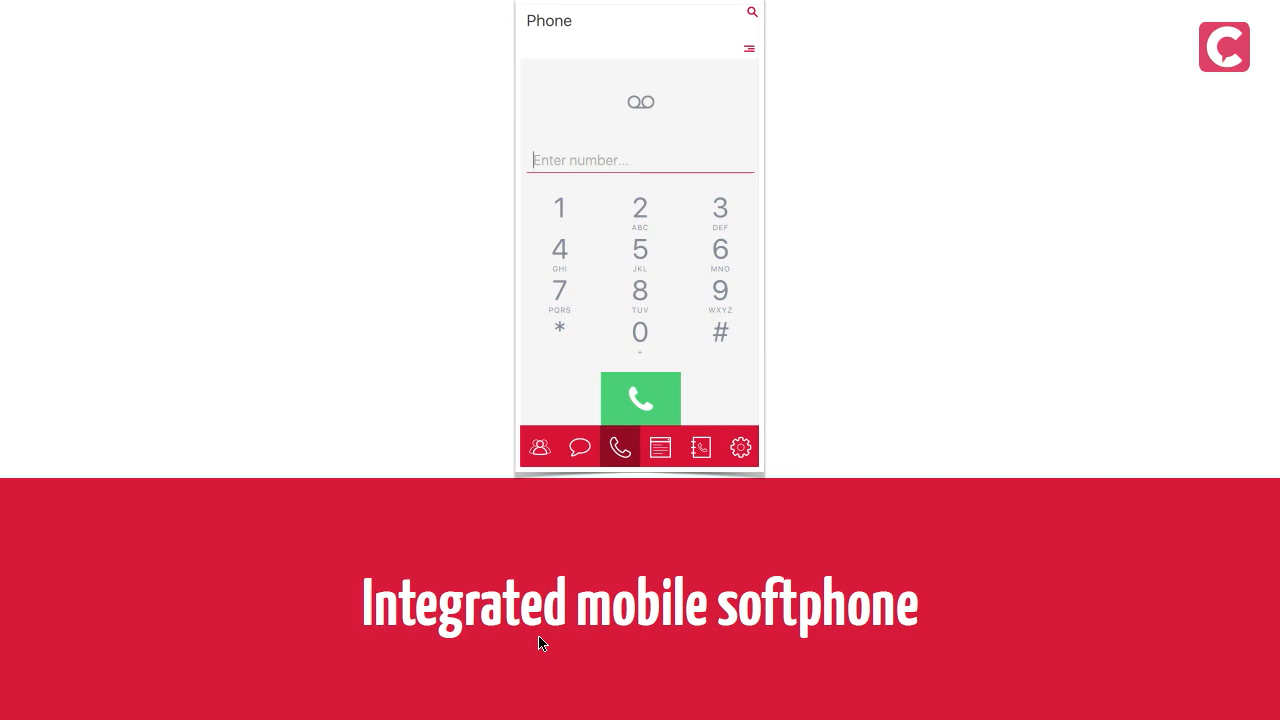 Phone
Enter number...
1 2 3
ABC DEF
4 5 6
GHI JKL MNO
7 8 9
PQRS TUV WXYZ
* 0 #
+
Integrated mobile softphone